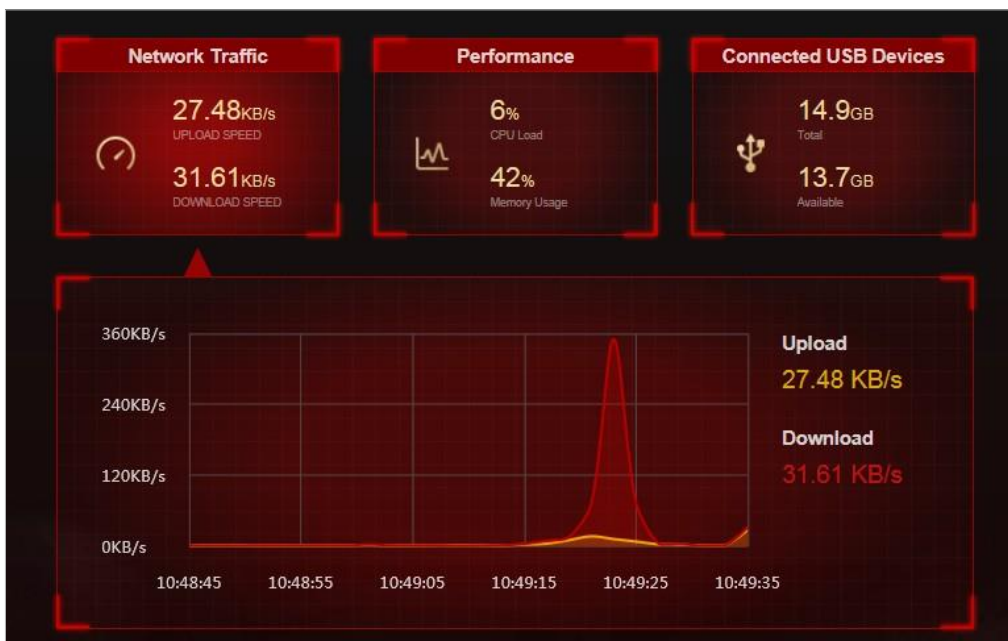 Network Traffic
27.48KB/s
UPLOAD SPEED
31.61KB/s
DOWNLOAD SPEED
Performance
6%
CPU Load
42%
Memory Usage
Connected USB Devices
14.9GB
Total
13.7GB
Available
360KB/s
240KB/s
120KB/s
0KB/s
10:48:45 10:48:55 10:49:05 10:49:15 10:49:25 10:49:35
Upload
27.48 KB/s
Download
31.61 KB/s